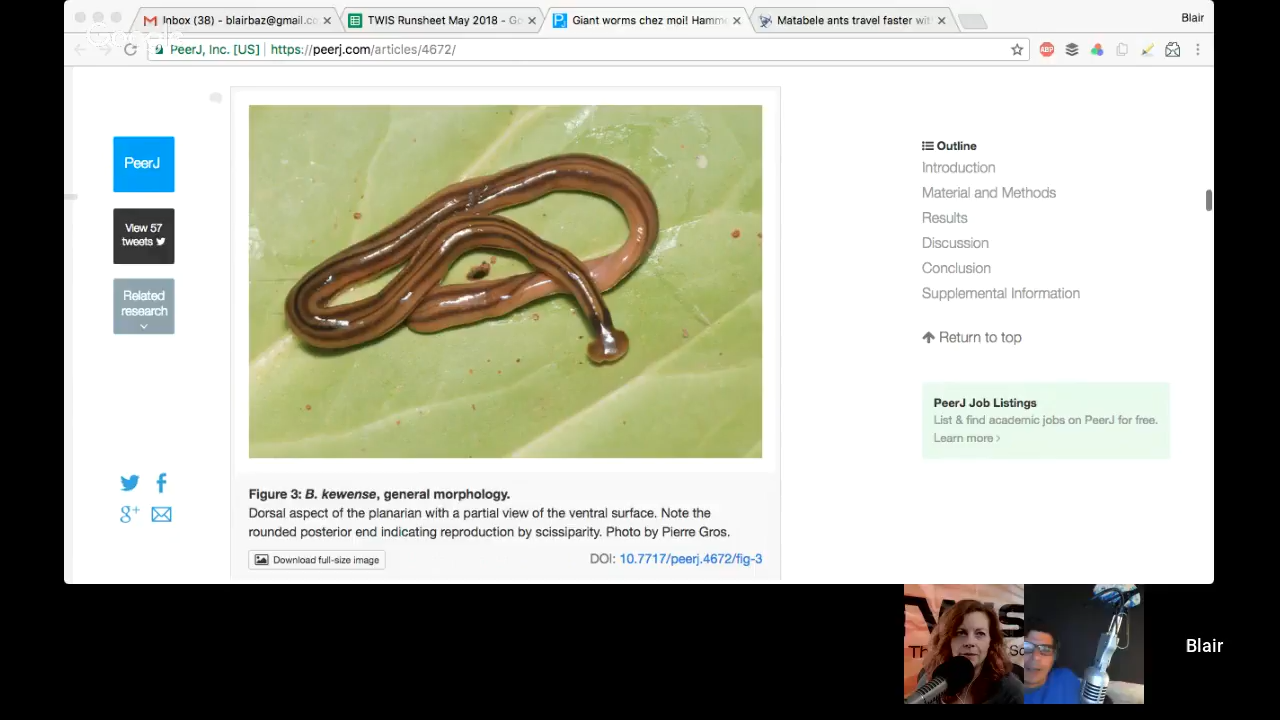 Inbox (38) - blairbaz@gmail.co
TWIS Runsheet May 2018 - Go
Giant worms chez moi! Hamme
Matabele ants travel faster wit
Blair
Google
PeerJ, Inc. [US]
https://peerj.com/articles/4672/
ABP
PeerJ
View 57
tweets
Related
research
g+
Outline
Introduction
Material and Methods
Results
Discussion
Conclusion
Supplemental Information
Return to top
PeerJ Job Listings
List & find academic jobs on PeerJ for free.
Learn more ›
Figure 3: B. kewense, general morphology.
Dorsal aspect of the planarian with a partial view of the ventral surface. Note the
rounded posterior end indicating reproduction by scissiparity. Photo by Pierre Gros.
Download full-size image
DOI: 10.7717/peerj.4672/fig-3
Blair